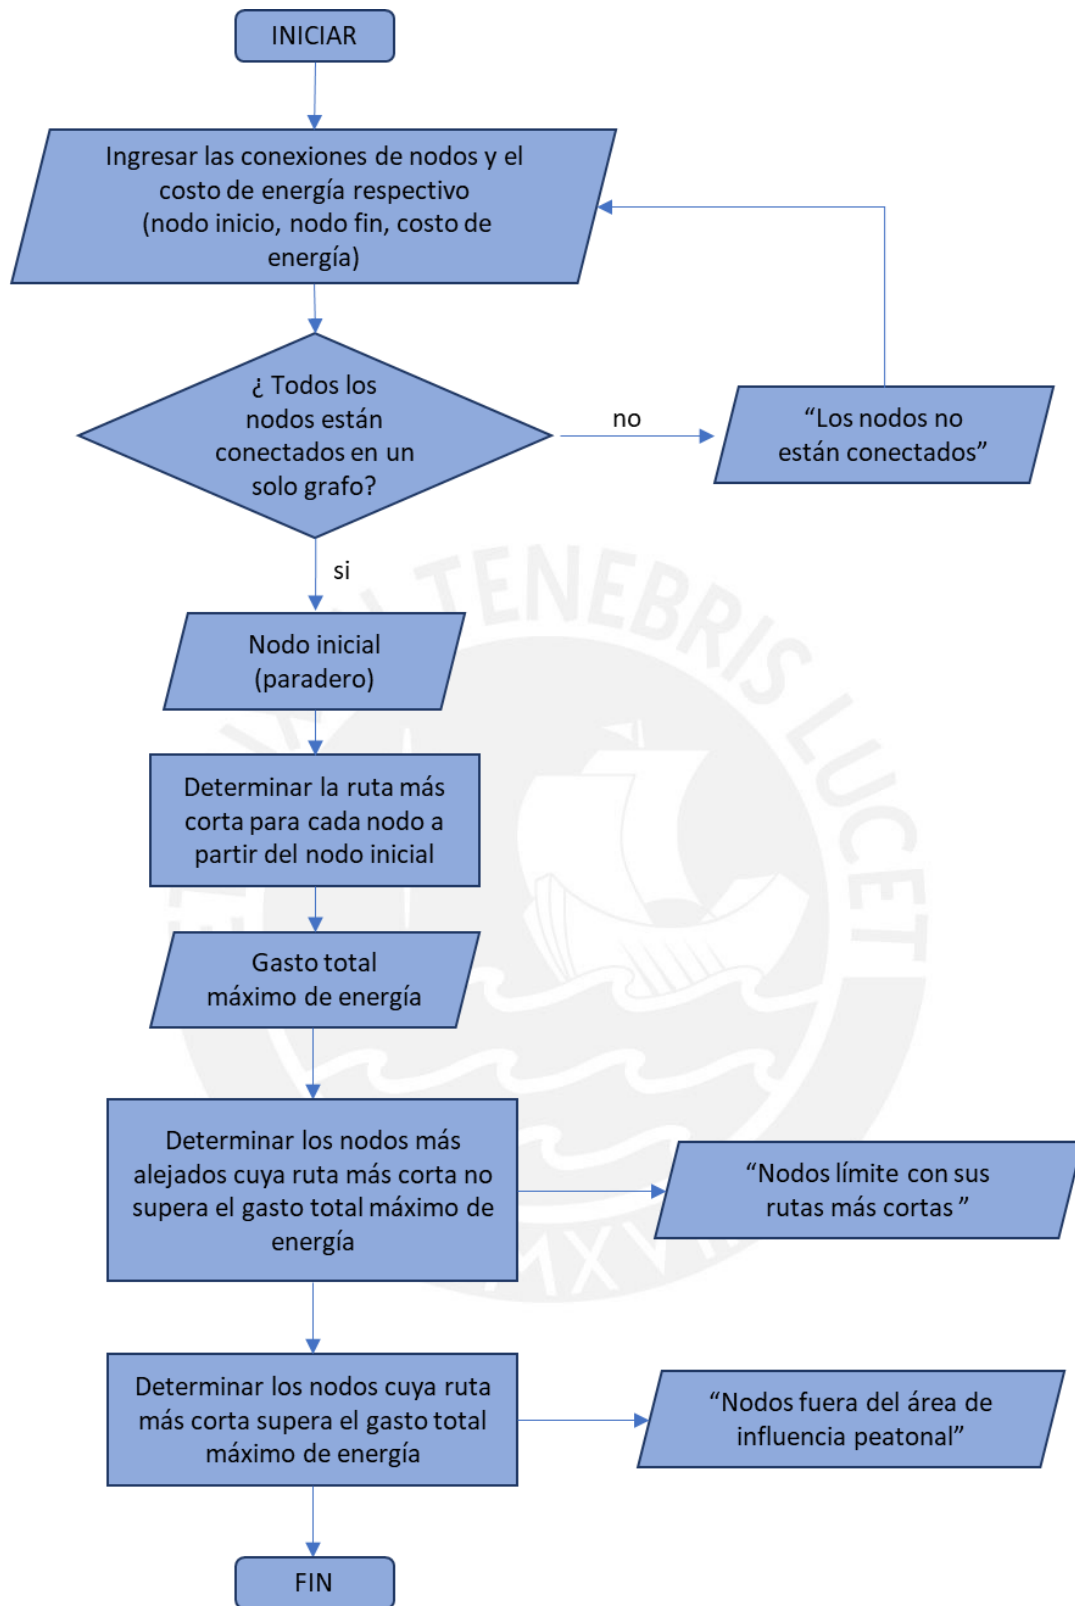 INICIAR
Ingresar las conexiones de nodos y el
costo de energía respectivo
(nodo inicio, nodo fin, costo de
energía)
¿ Todos los
nodos están
conectados en un
solo grafo?
no
“Los nodos no
están conectados”
si
Nodo inicial
(paradero)
Determinar la ruta más
corta para cada nodo a
partir del nodo inicial
Gasto total
máximo de energía
Determinar los nodos más
alejados cuya ruta más corta no
supera el gasto total máximo de
energía
“Nodos límite con sus
rutas más cortas ”
Determinar los nodos cuya ruta
más corta supera el gasto total
máximo de energía
“Nodos fuera del área de
influencia peatonal”
FIN
TENEBRIS LUCET